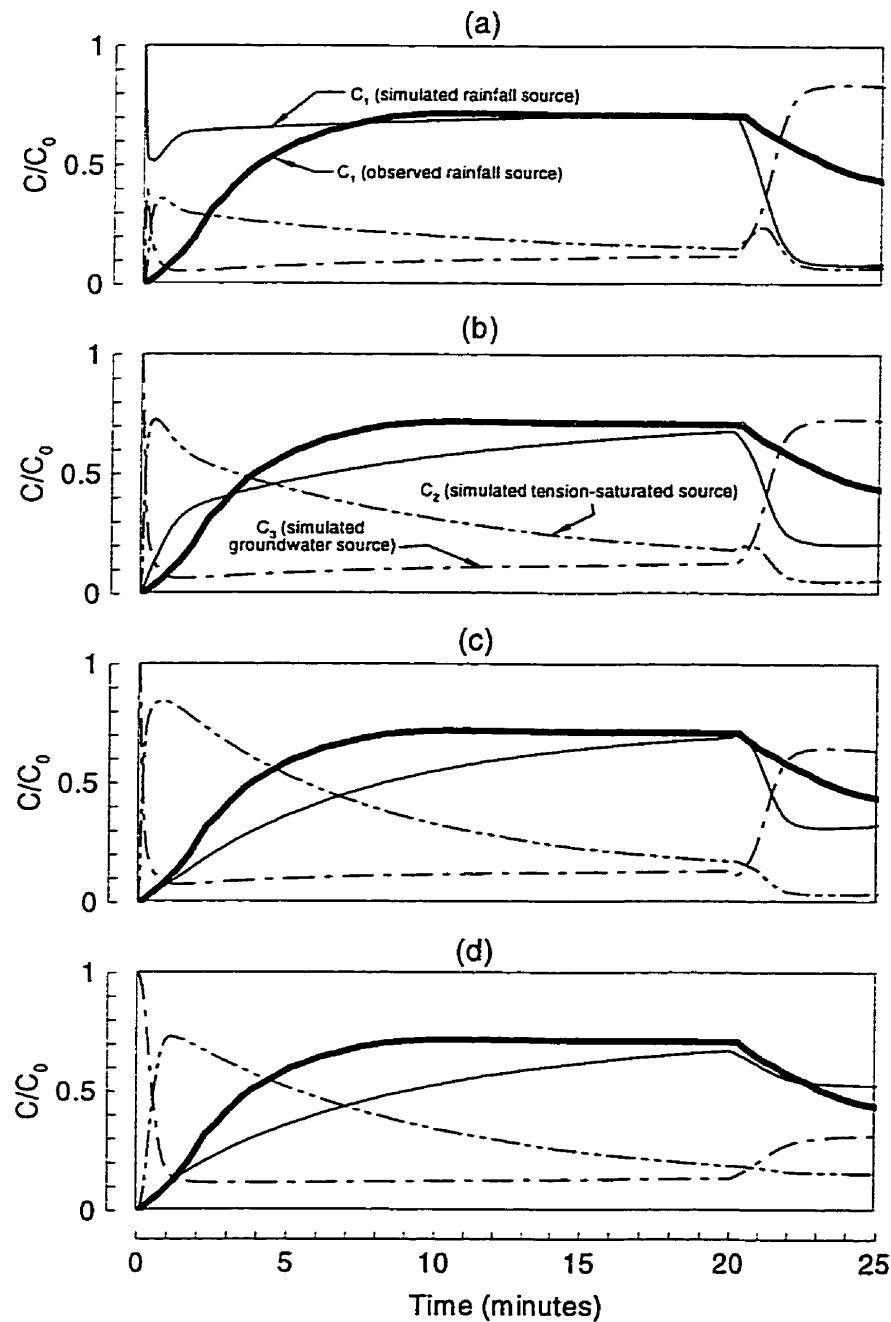 (a)
1
0.5
0
C/C₀
C₁ (simulated rainfall source)
C₁ (observed rainfall source)
(b)
1
0.5
0
C/C₀
C₂ (simulated tension-saturated source)
C₃ (simulated
groundwater source)
(c)
1
0.5
0
C/C₀
(d)
1
0.5
0
C/C₀
0 5 10 15 20 25
Time (minutes)